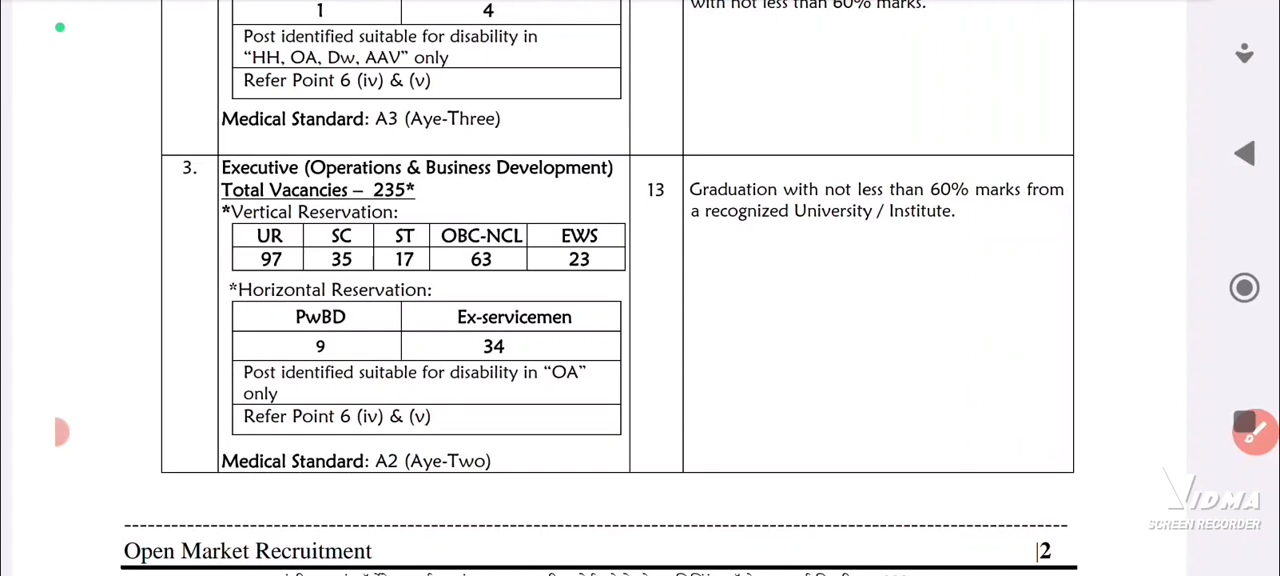 with not less than 60% marks.
1 4
Post identified suitable for disability in
“HH, OA, Dw, AAV” only
Refer Point 6 (iv) & (v)
Medical Standard: A3 (Aye-Three)
3. Executive (Operations & Business Development)
Total Vacancies – 235*
13 Graduation with not less than 60% marks from
a recognized University / Institute.
*Vertical Reservation:
UR SC ST OBC-NCL EWS
97 35 17 63 23
*Horizontal Reservation:
PwBD Ex-servicemen
9 34
Post identified suitable for disability in “OA”
only
Refer Point 6 (iv) & (v)
Medical Standard: A2 (Aye-Two)
VIDMA
SCREEN RECORDER
Open Market Recruitment |2